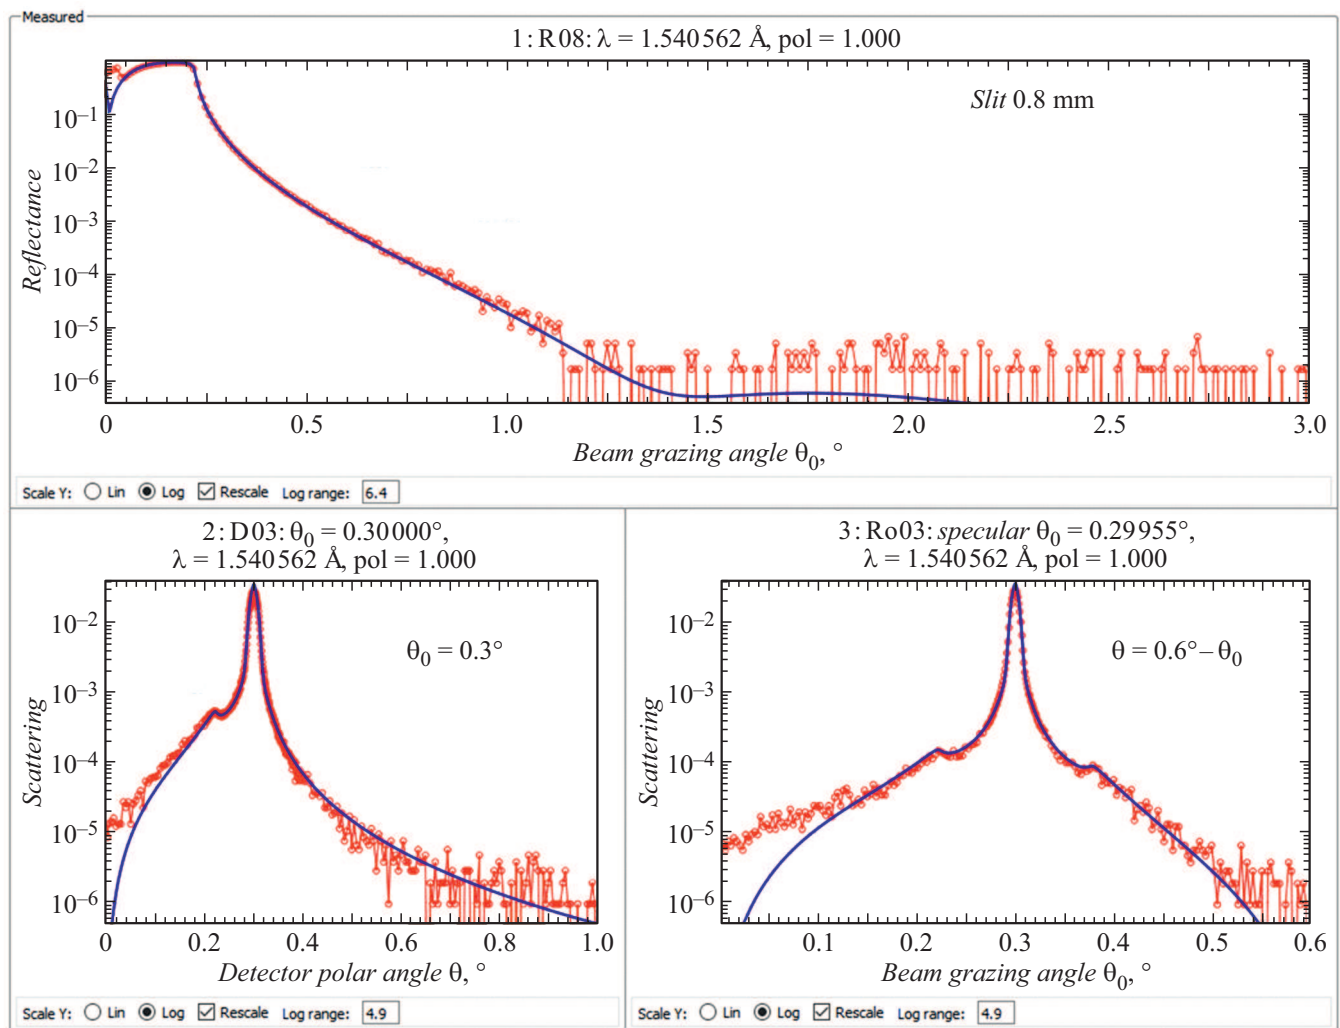 Measured
1: R08: λ = 1.540562 Å, pol = 1.000
Slit 0.8 mm
Reflectance
10⁻¹
10⁻²
10⁻³
10⁻⁴
10⁻⁵
10⁻⁶
0 0.5 1.0 1.5 2.0 2.5 3.0
Beam grazing angle θ₀, °
Scale Y: Lin Log Rescale Log range: 6.4
2: D03: θ₀ = 0.30000°,
λ = 1.540562 Å, pol = 1.000
θ₀ = 0.3°
Scattering
10⁻²
10⁻³
10⁻⁴
10⁻⁵
10⁻⁶
0 0.2 0.4 0.6 0.8 1.0
Detector polar angle θ, °
Scale Y: Lin Log Rescale Log range: 4.9
3: Ro03: specular θ₀ = 0.29955°,
λ = 1.540562 Å, pol = 1.000
θ = 0.6°–θ₀
Scattering
10⁻²
10⁻³
10⁻⁴
10⁻⁵
10⁻⁶
0.1 0.2 0.3 0.4 0.5 0.6
Beam grazing angle θ₀, °
Scale Y: Lin Log Rescale Log range: 4.9